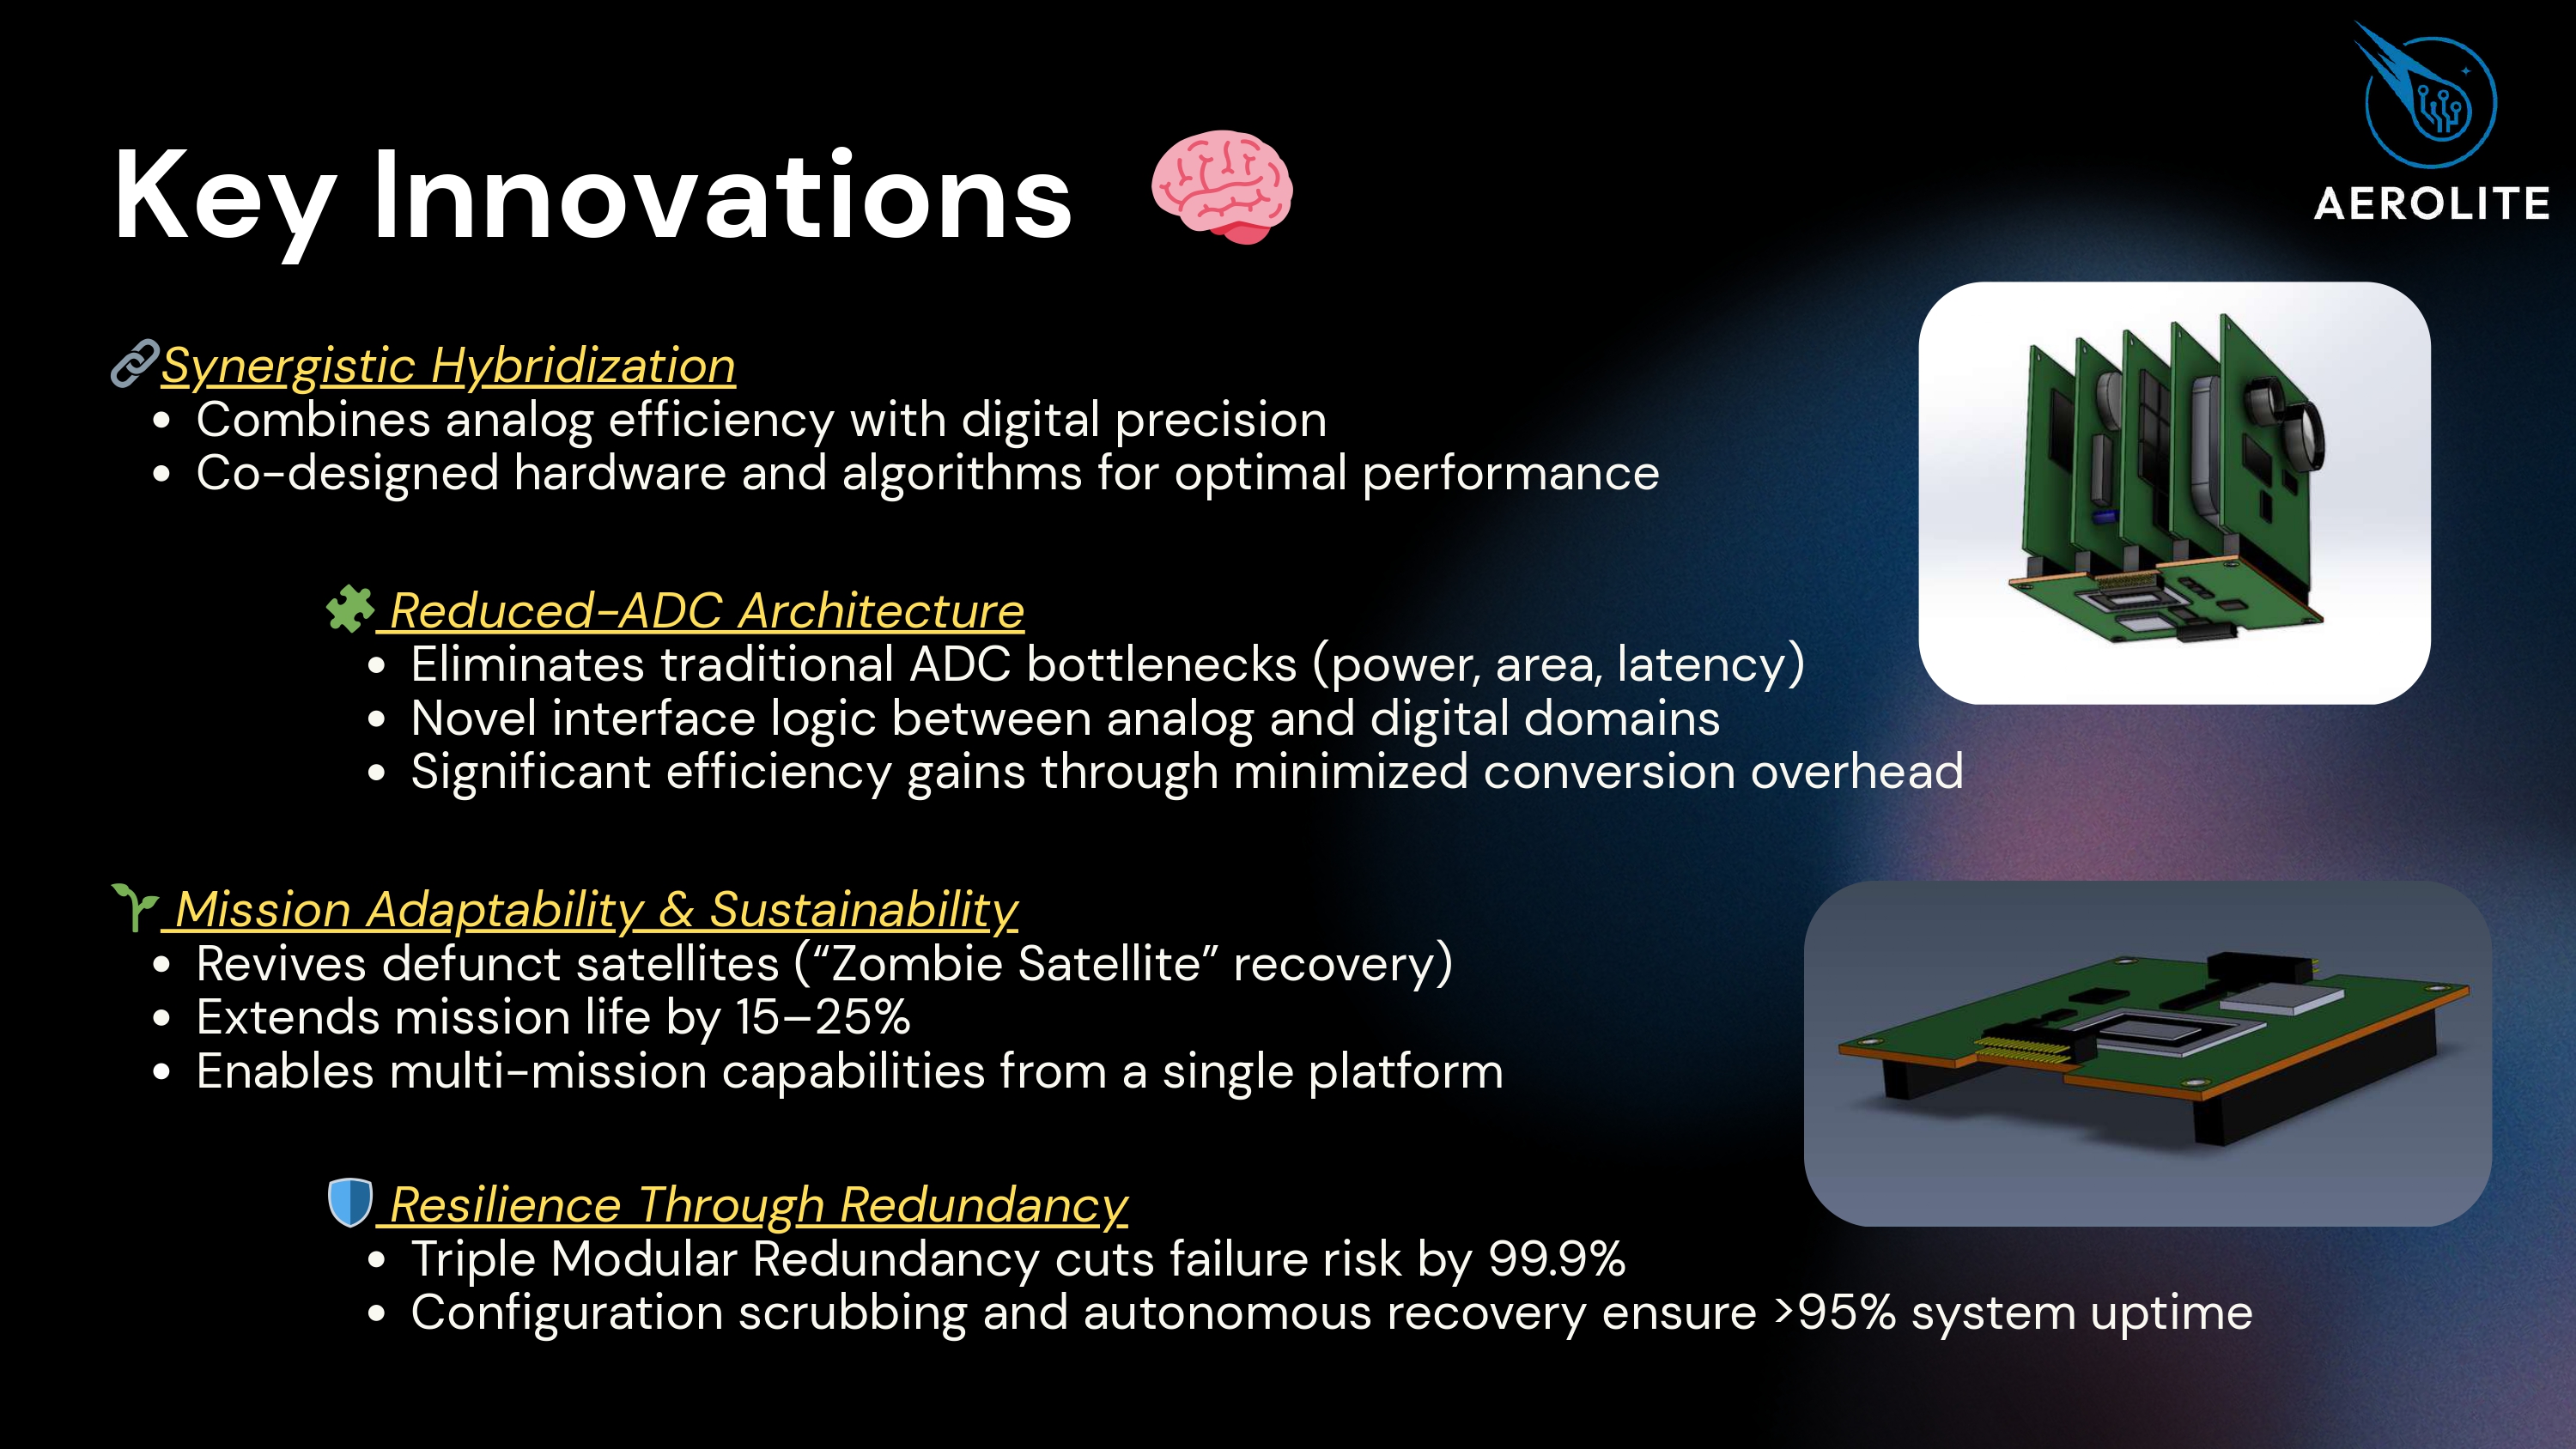 AEROLITE
Key Innovations
Synergistic Hybridization
• Combines analog efficiency with digital precision
• Co-designed hardware and algorithms for optimal performance
Reduced-ADC Architecture
• Eliminates traditional ADC bottlenecks (power, area, latency)
• Novel interface logic between analog and digital domains
• Significant efficiency gains through minimized conversion overhead
Mission Adaptability & Sustainability
• Revives defunct satellites (“Zombie Satellite” recovery)
• Extends mission life by 15–25%
• Enables multi-mission capabilities from a single platform
Resilience Through Redundancy
• Triple Modular Redundancy cuts failure risk by 99.9%
• Configuration scrubbing and autonomous recovery ensure >95% system uptime